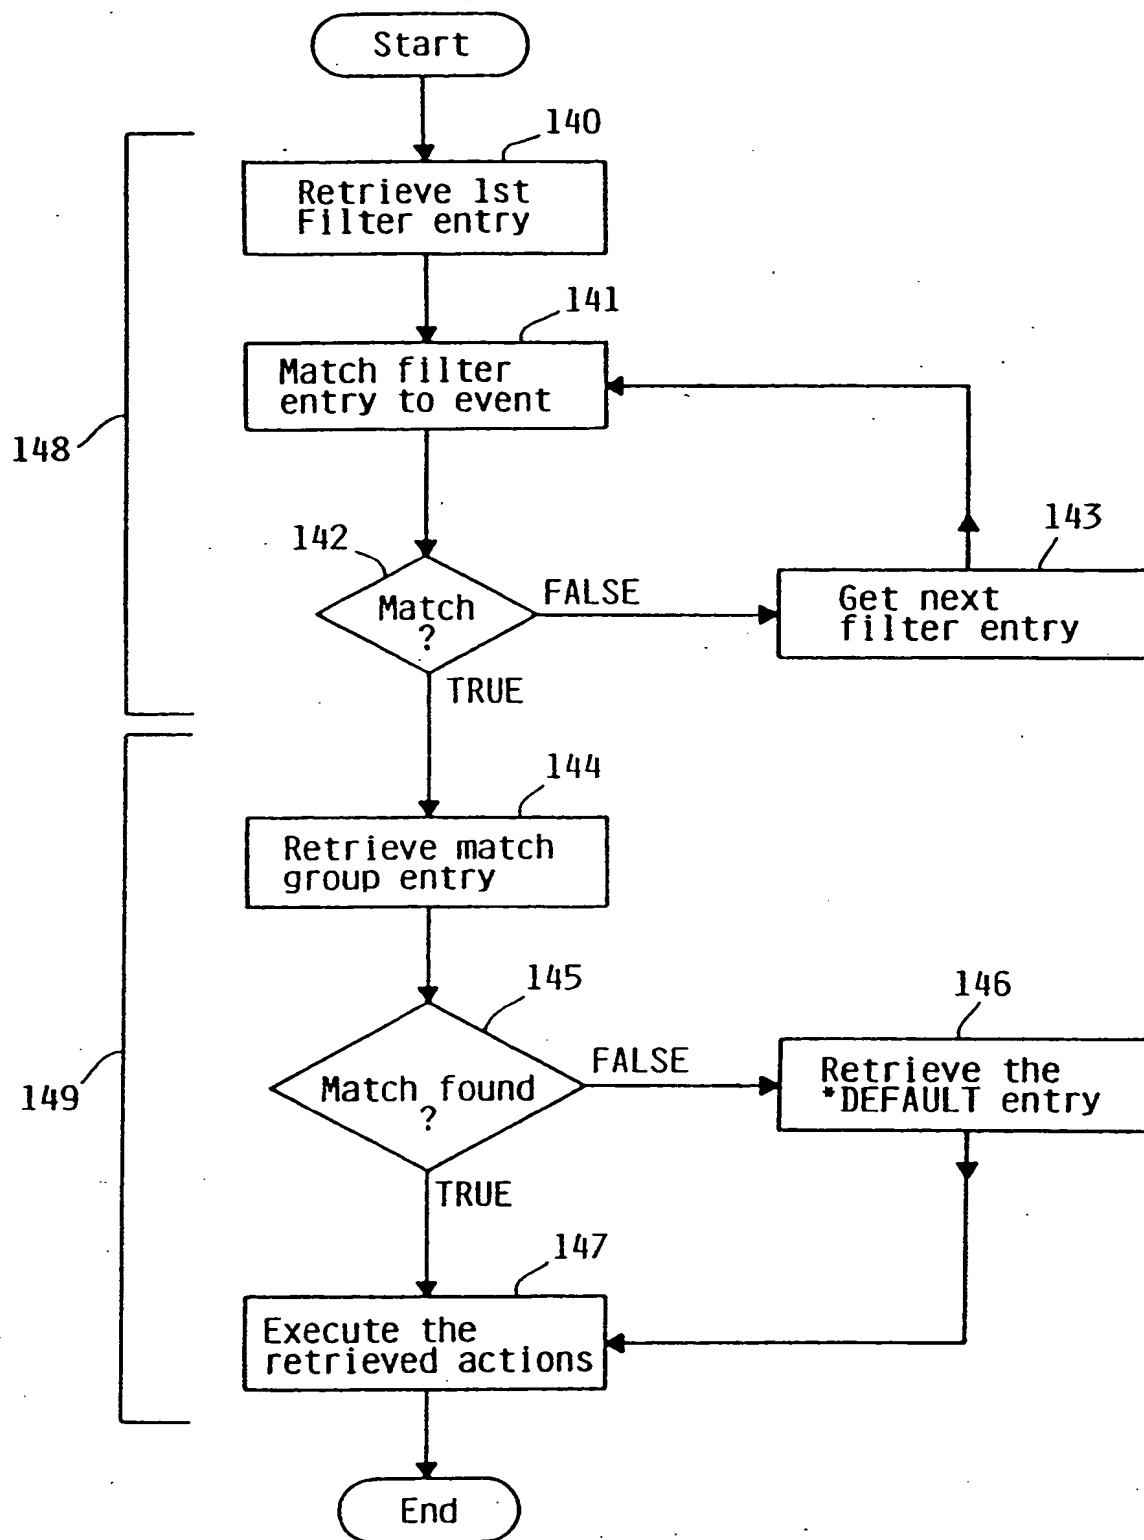 Start
140
Retrieve 1st
Filter entry
141
Match filter
entry to event
148
142
Match
?
FALSE
143
Get next
filter entry
TRUE
144
Retrieve match
group entry
145
Match found
?
FALSE
146
Retrieve the
*DEFAULT entry
149
TRUE
147
Execute the
retrieved actions
End